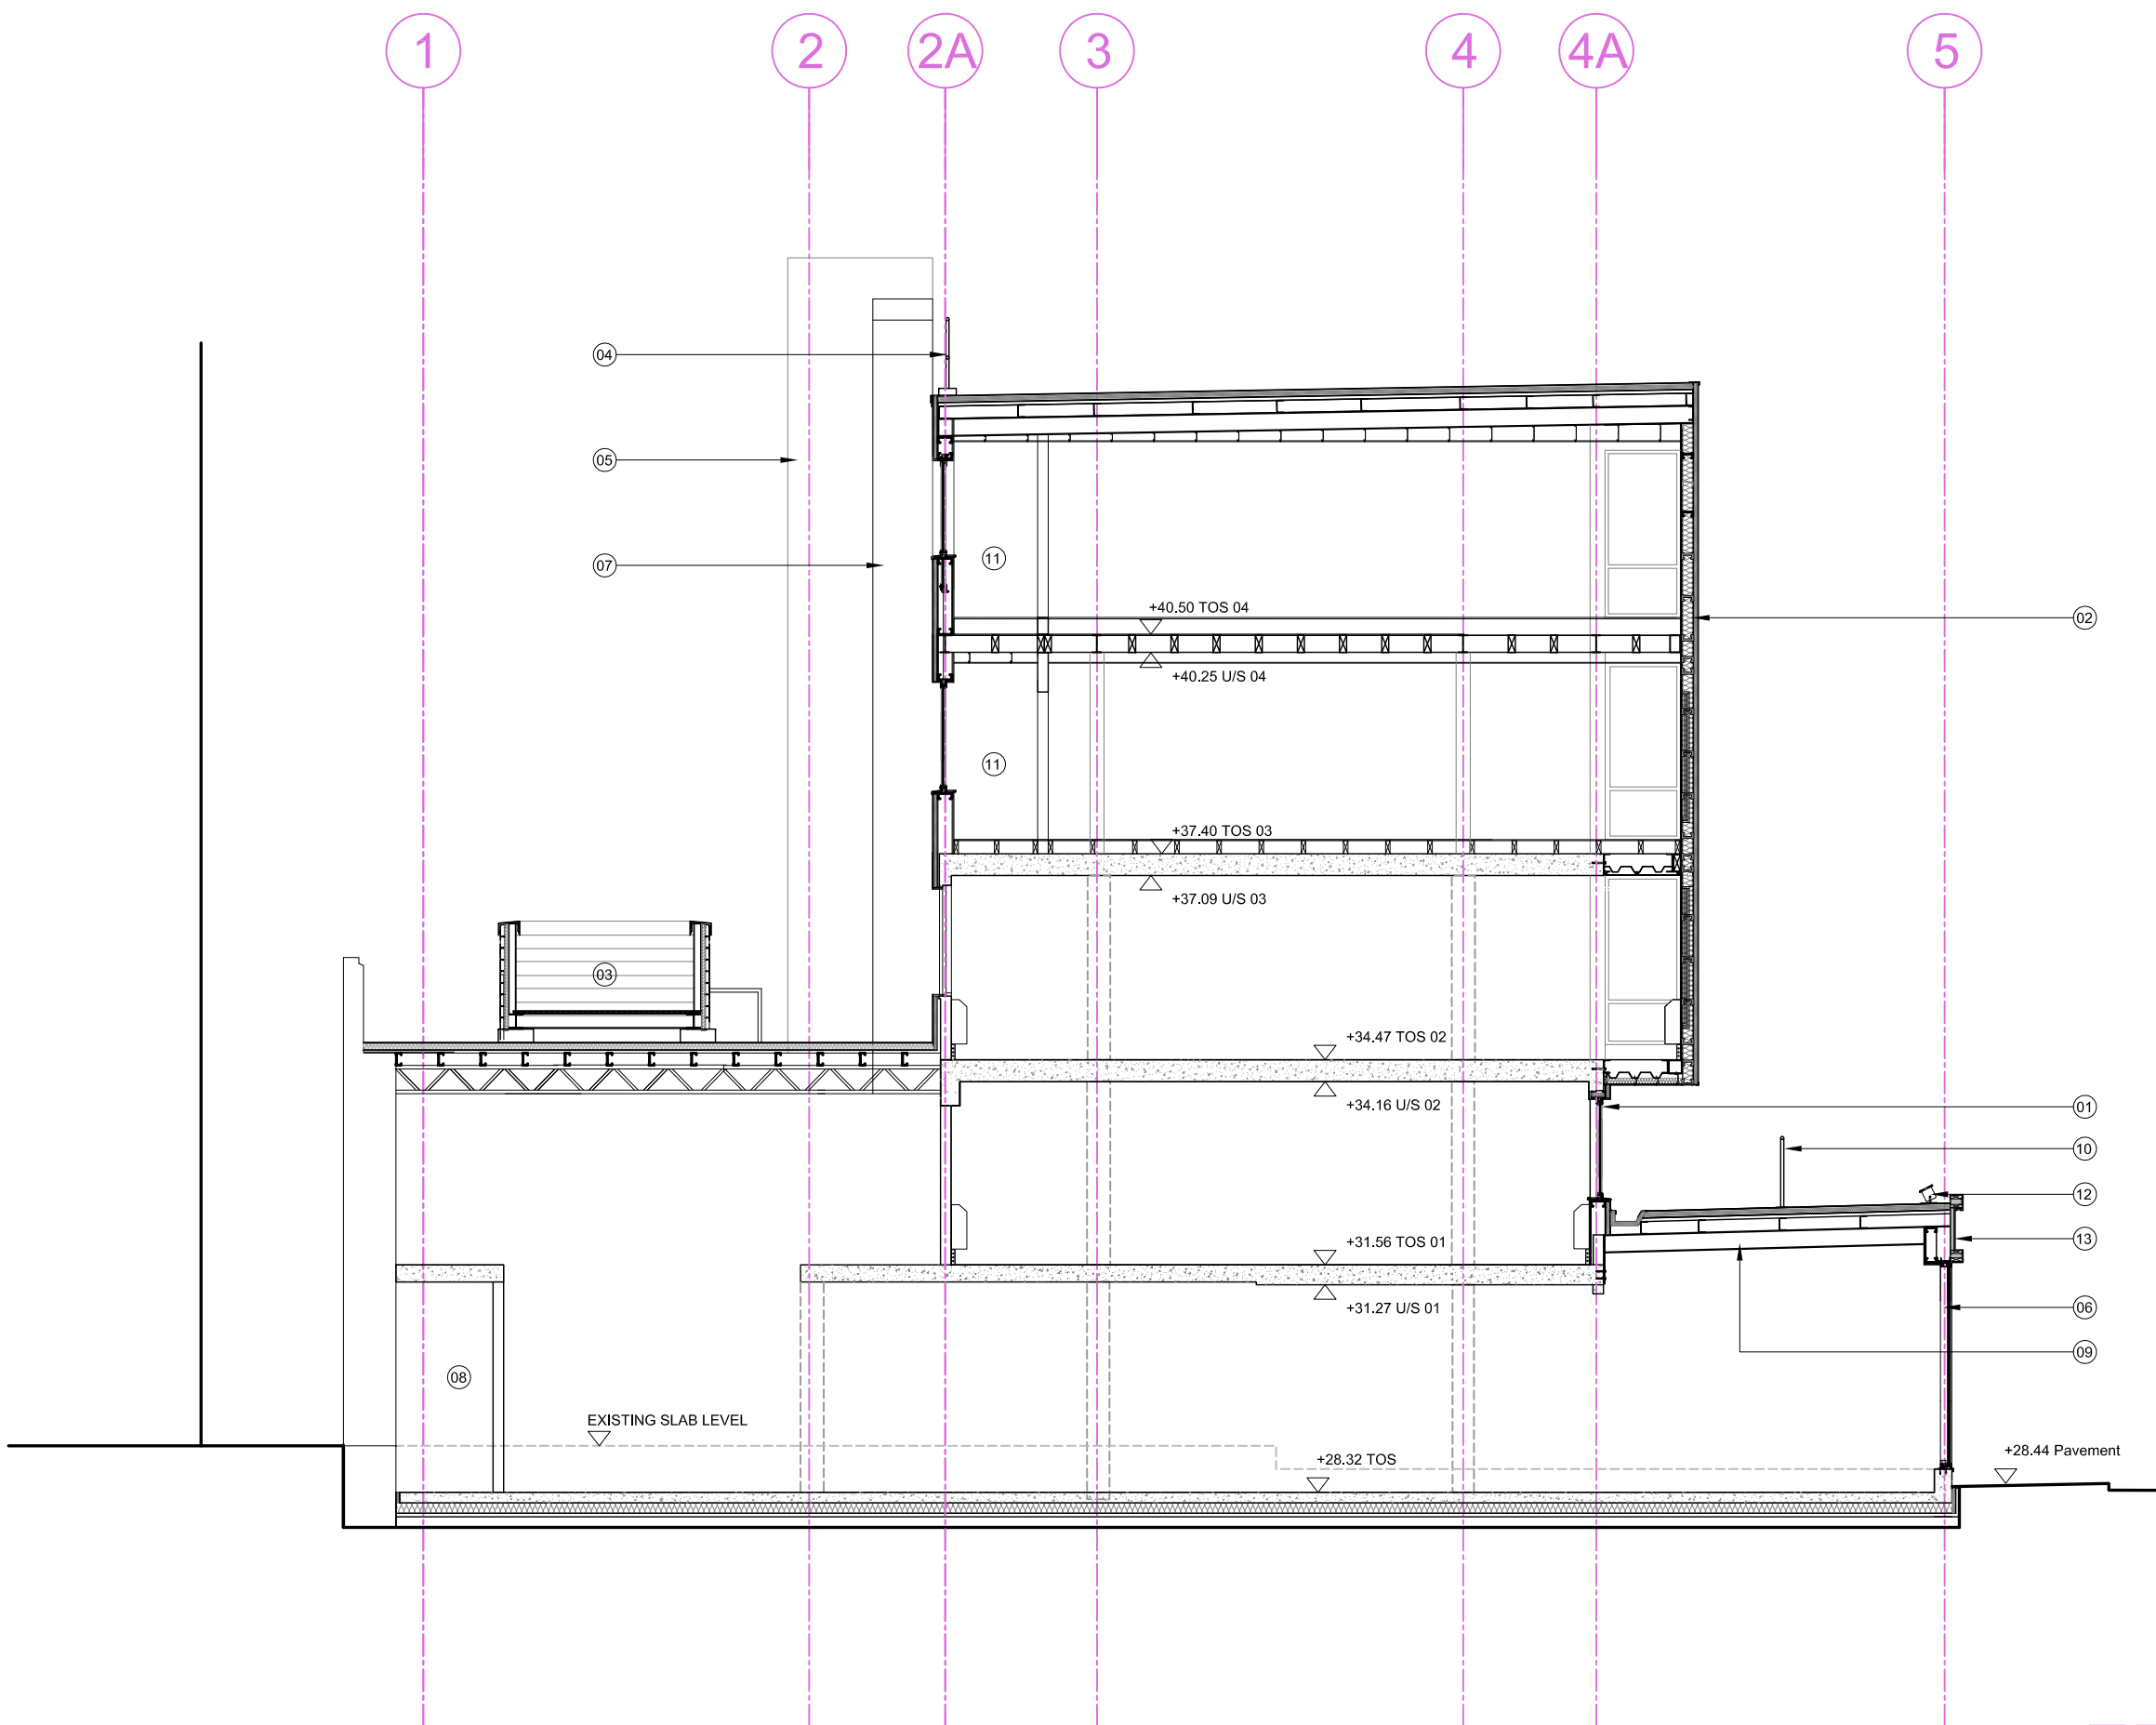 1 2 2A 3 4 4A 5
04
05
07
11
+40.50 TOS 04
02
+40.25 U/S 04
11
+37.40 TOS 03
+37.09 U/S 03
03
+34.47 TOS 02
+34.16 U/S 02
01
10
12
+31.56 TOS 01
13
+31.27 U/S 01
06
09
08
EXISTING SLAB LEVEL
+28.32 TOS
+28.44 Pavement